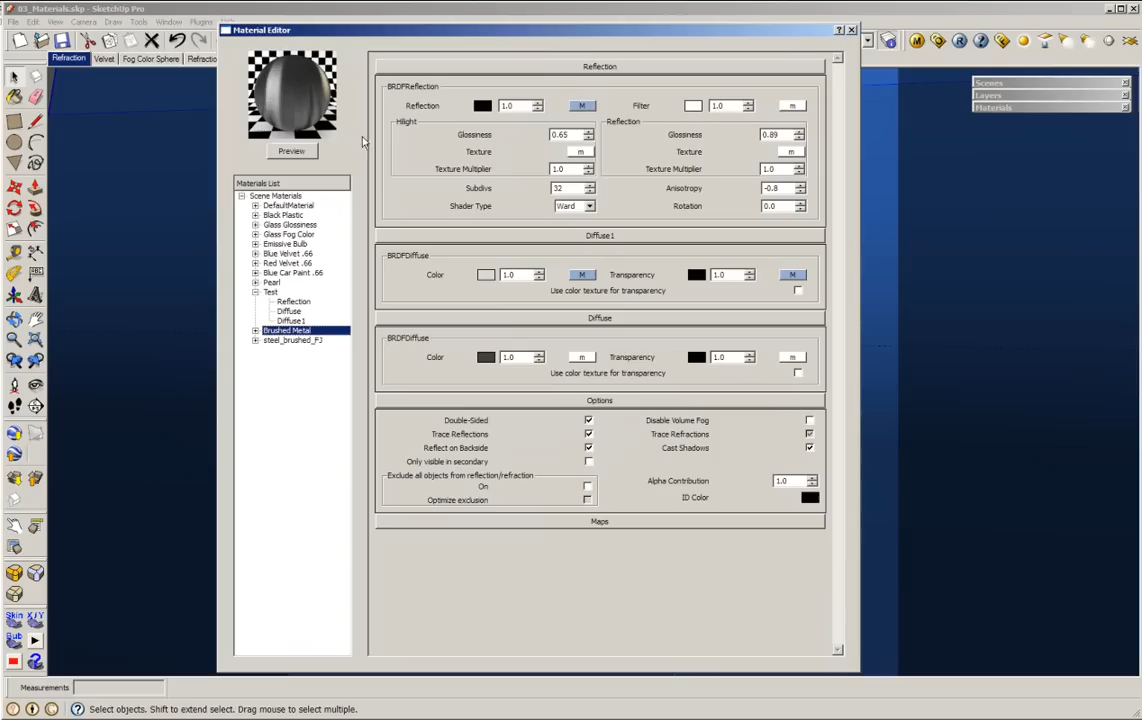 03_Materials.skp - SketchUp Pro
File Edit View Camera Draw Tools Window Plugins
Refraction Velvet Fog Color Sphere Refractio
Material Editor
Preview
Materials List
Scene Materials
DefaultMaterial
Black Plastic
Glass Glossiness
Glass Fog Color
Emissive Bulb
Blue Velvet .66
Red Velvet .66
Blue Car Paint .66
Pearl
Test
Reflection
Diffuse
Diffuse1
Brushed Metal
steel_brushed_FJ
Reflection
BRDFReflection
Reflection 1.0 M Filter 1.0 m
Hilight Reflection
Glossiness 0.65 Glossiness 0.89
Texture m Texture m
Texture Multiplier 1.0 Texture Multiplier 1.0
Subdivs 32 Anisotropy -0.8
Shader Type Ward Rotation 0.0
Diffuse1
BRDFDiffuse
Color 1.0 M Transparency 1.0 M
Use color texture for transparency
Diffuse
BRDFDiffuse
Color 1.0 m Transparency 1.0 m
Use color texture for transparency
Options
Double-Sided Disable Volume Fog
Trace Reflections Trace Refractions
Reflect on Backside Cast Shadows
Only visible in secondary
Exclude all objects from reflection/refraction
On Alpha Contribution 1.0
Optimize exclusion ID Color
Maps
Scenes
Layers
Materials
M R
ABC
Skin X/Y
Bub
Measurements
Select objects. Shift to extend select. Drag mouse to select multiple.